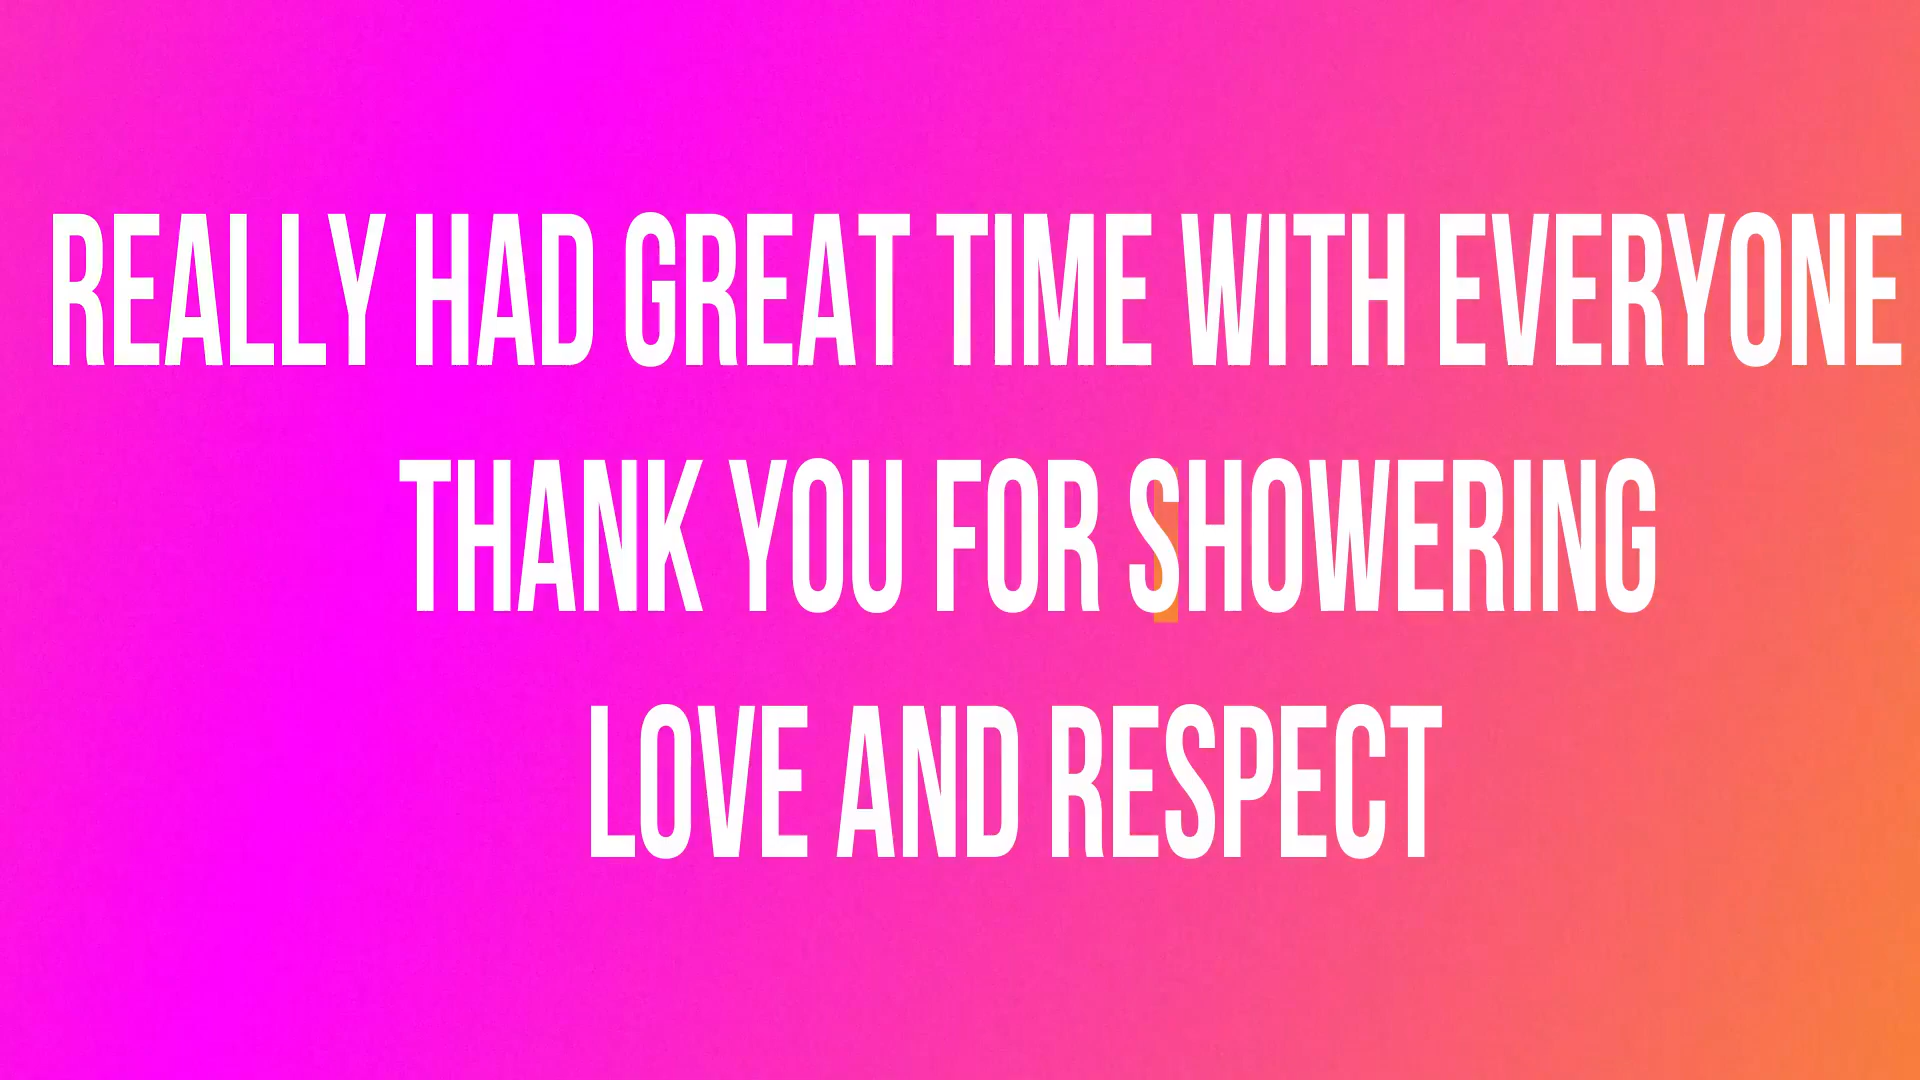 REALLY HAD GREAT TIME WITH EVERYONE
THANK YOU FOR SHOWERING
LOVE AND RESPECT